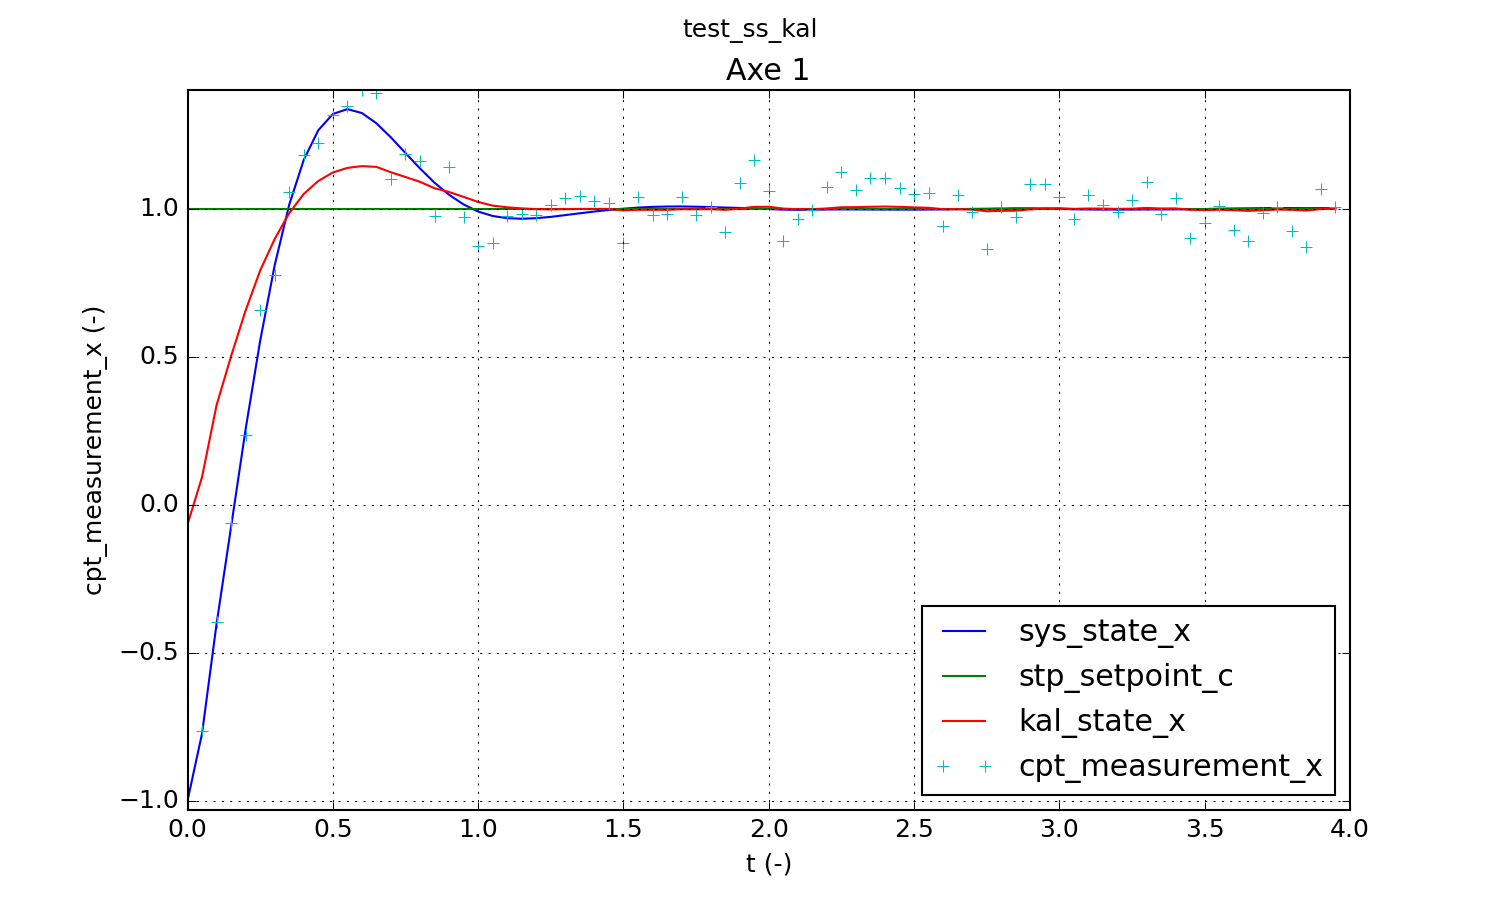 test_ss_kal
Axe 1
cpt_measurement_x (-)
1.0
0.5
0.0
−0.5
−1.0
0.0 0.5 1.0 1.5 2.0 2.5 3.0 3.5 4.0
t (-)
sys_state_x
stp_setpoint_c
kal_state_x
cpt_measurement_x